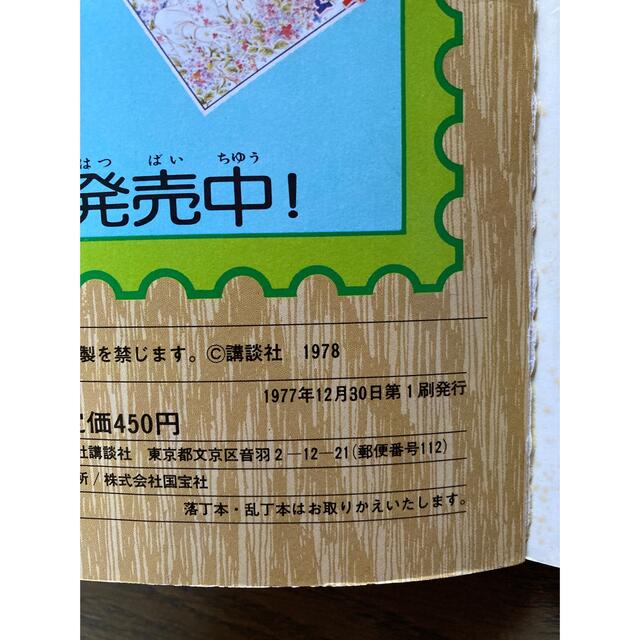 はつ ばい ちゆう
発売中!
製を禁じます。©講談社 1978
1977年12月30日第1刷発行
定価450円
社講談社 東京都文京区音羽2-12-21(郵便番号112)
所/株式会社国宝社
落丁本・乱丁本はお取りかえいたします。